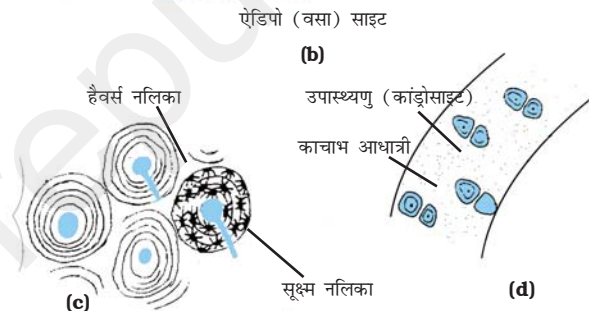 ऐडिपो (वसा) साइट
(b)
हैवर्स नलिका
उपास्थ्यणु (कांड्रोसाइट)
काचाभ आधात्री
सूक्ष्म नलिका
(c)
(d)